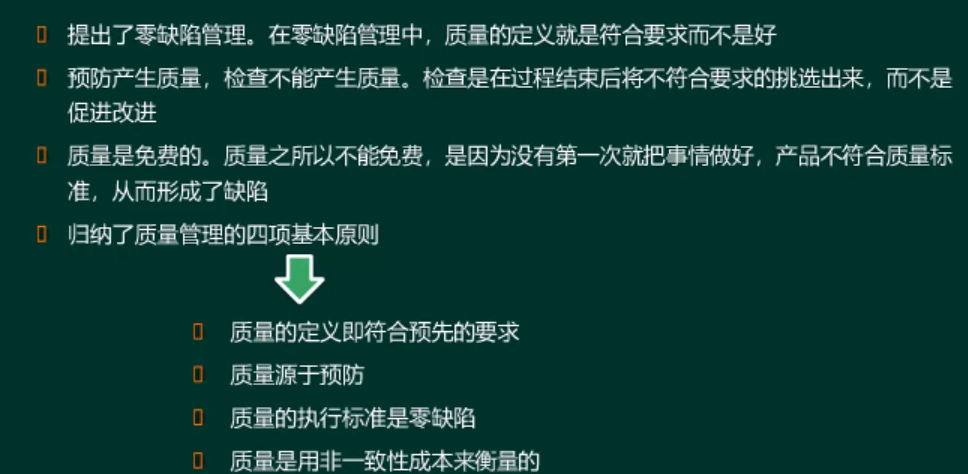 提出了零缺陷管理。在零缺陷管理中，质量的定义就是符合要求而不是好
预防产生质量，检查不能产生质量。检查是在过程结束后将不符合要求的挑选出来，而不是
促进改进
质量是免费的。质量之所以不能免费，是因为没有第一次就把事情做好，产品不符合质量标
准，从而形成了缺陷
归纳了质量管理的四项基本原则
质量的定义即符合预先的要求
质量源于预防
质量的执行标准是零缺陷
质量是用非一致性成本来衡量的